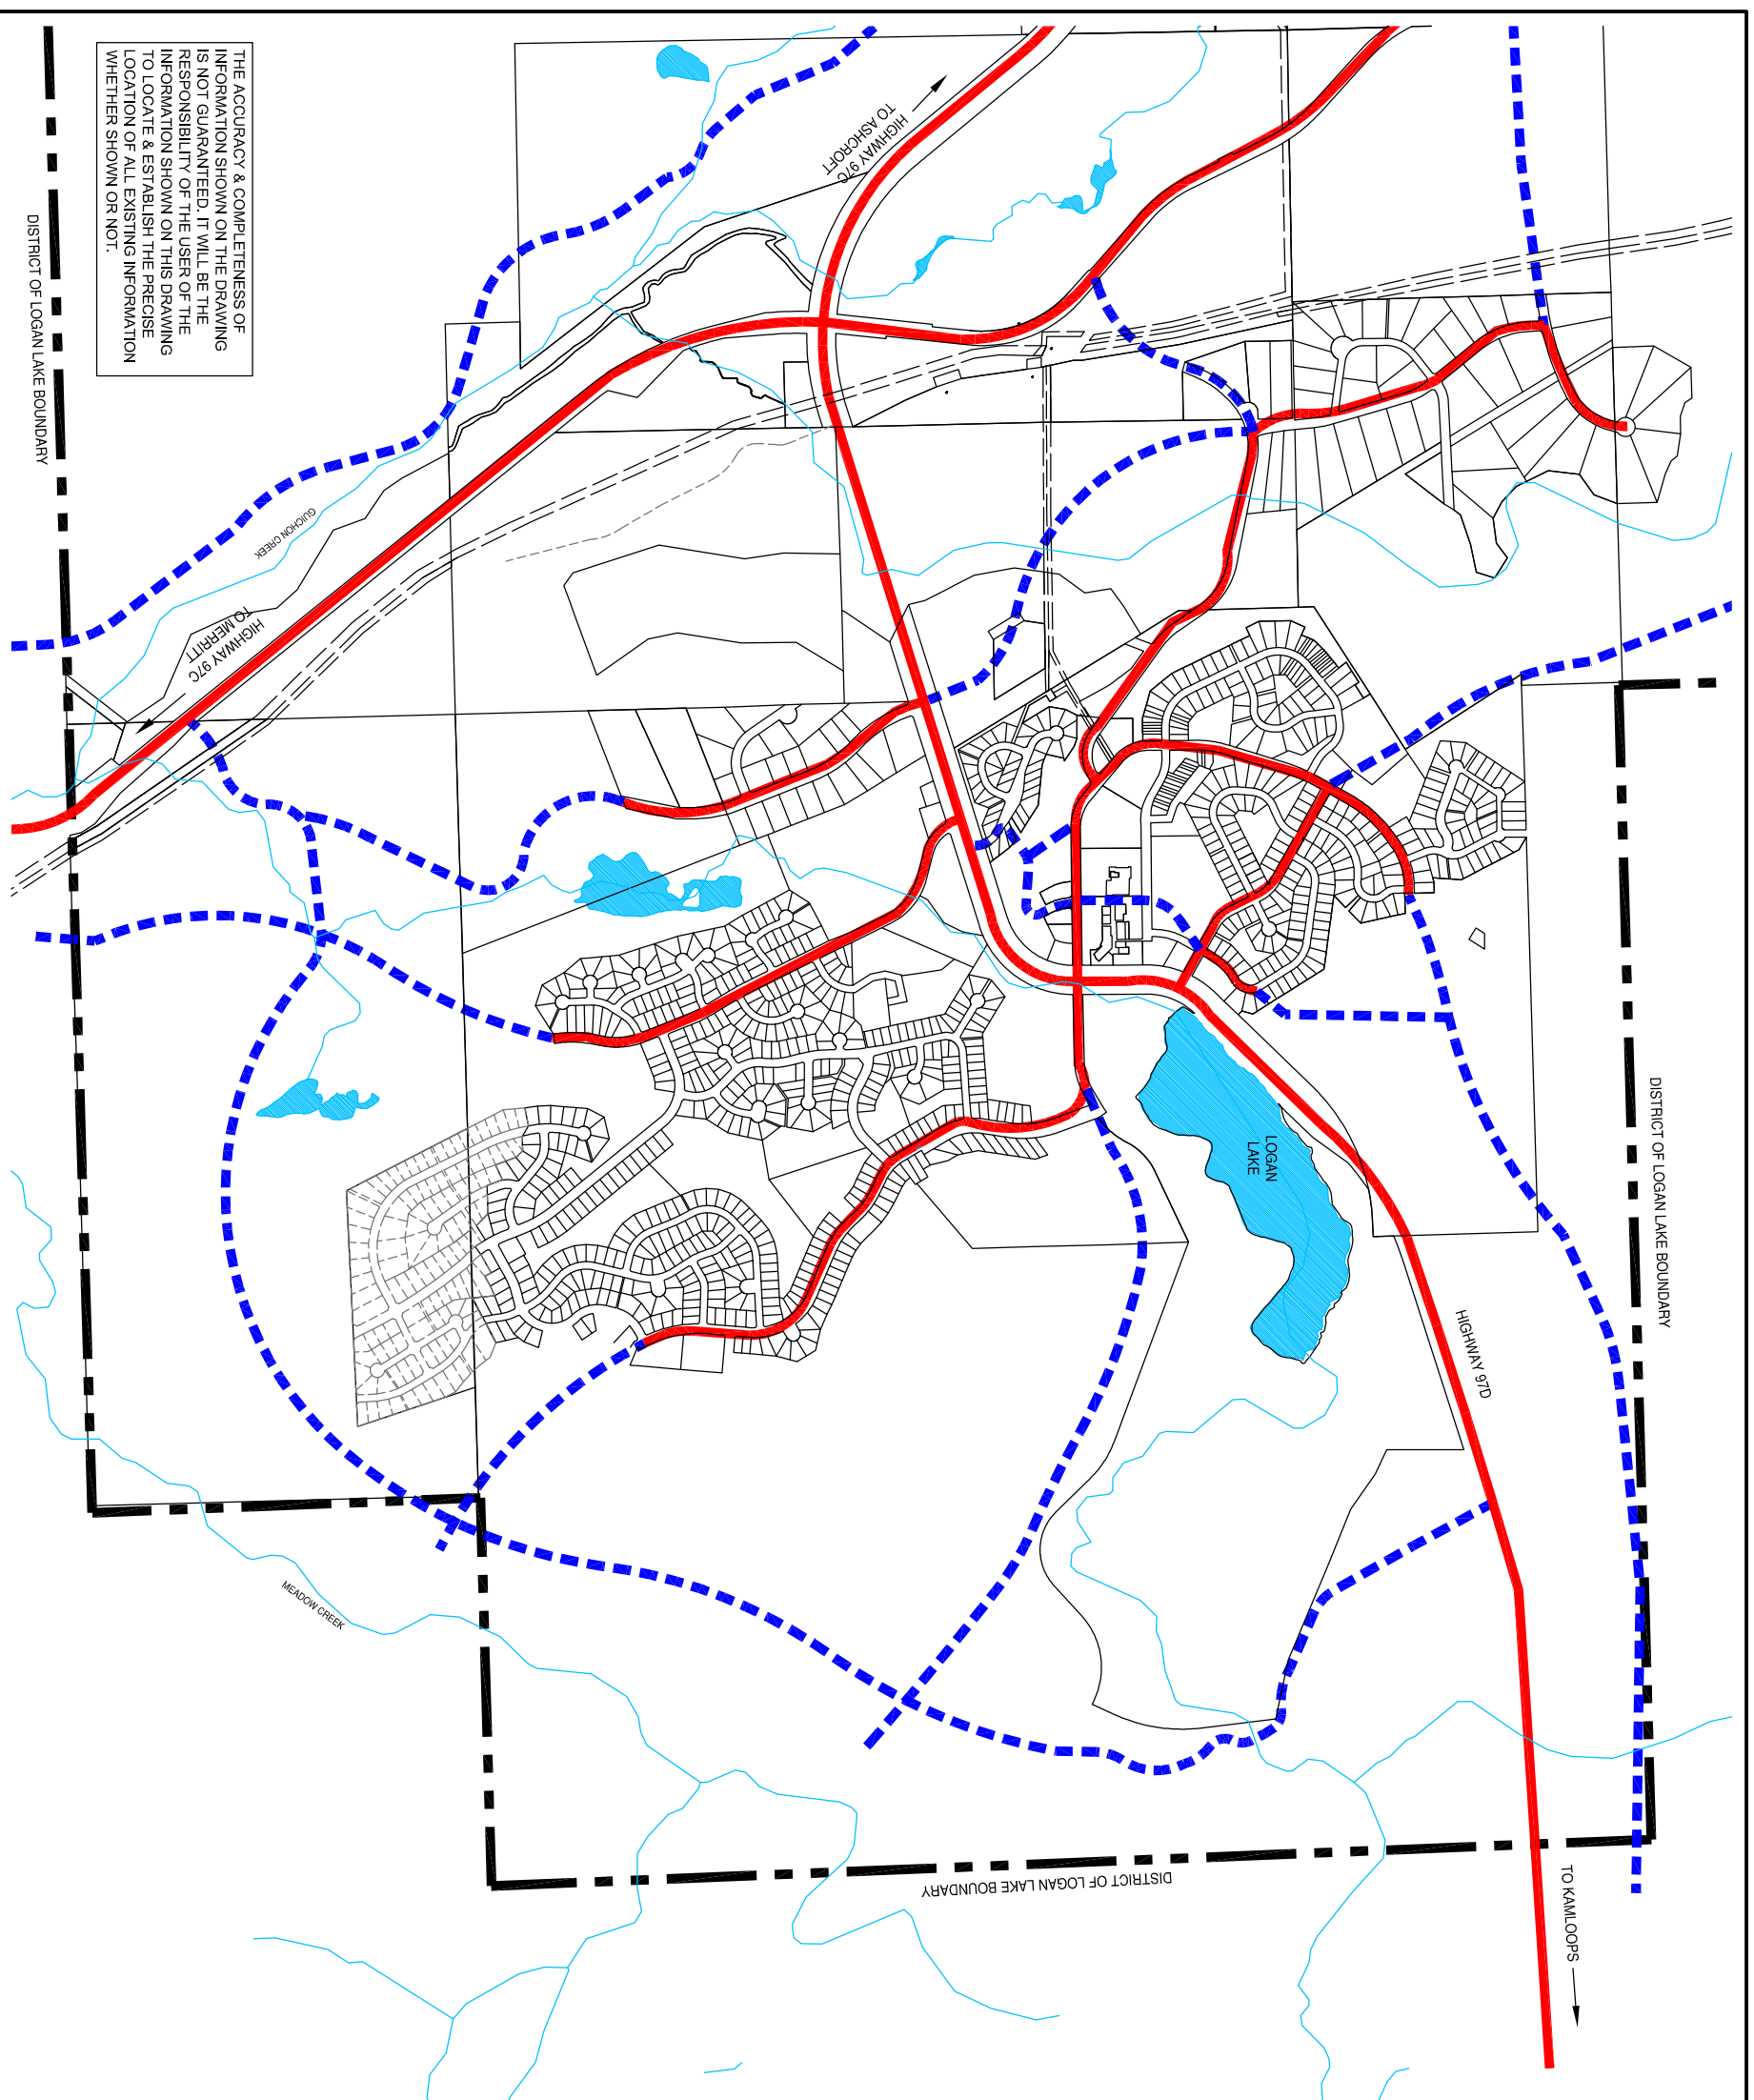 THE ACCURACY & COMPLETENESS OF
INFORMATION SHOWN ON THE DRAWING
IS NOT GUARANTEED. IT WILL BE THE
RESPONSIBILITY OF THE USER OF THE
INFORMATION SHOWN ON THIS DRAWING
TO LOCATE & ESTABLISH THE PRECISE
LOCATION OF ALL EXISTING INFORMATION
WHETHER SHOWN OR NOT.
DISTRICT OF LOGAN LAKE BOUNDARY
HIGHWAY 97C
TO ASHCROFT
GUICHON CREEK
HIGHWAY 97C
TO MERRITT
LOGAN
LAKE
DISTRICT OF LOGAN LAKE BOUNDARY
HIGHWAY 97D
MEADOW CREEK
DISTRICT OF LOGAN LAKE BOUNDARY
TO KAMLOOPS